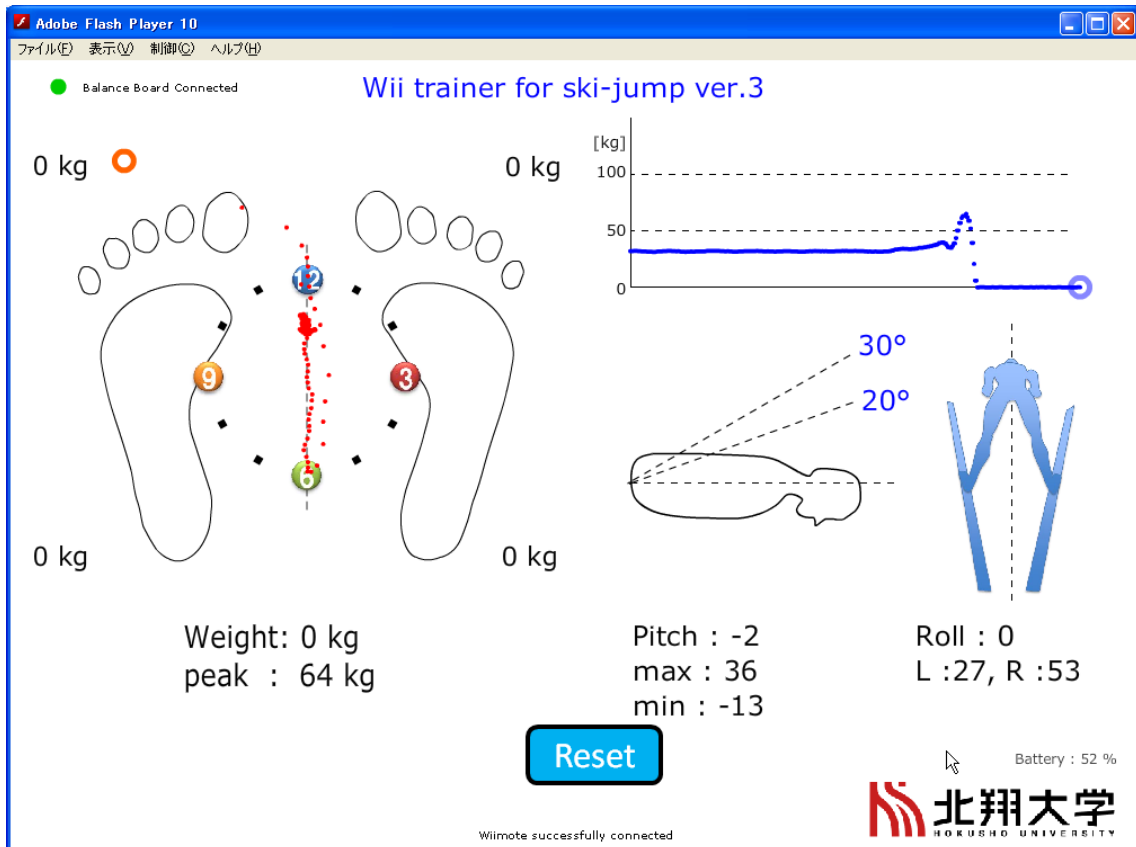 Adobe Flash Player 10
ファイル(F) 表示(V) 制御(C) ヘルプ(H)
Balance Board Connected
Wii trainer for ski-jump ver.3
0 kg
0 kg
[kg]
100
50
0
12
9
3
6
30°
20°
0 kg
0 kg
Weight: 0 kg
peak : 64 kg
Pitch : -2
max : 36
min : -13
Roll : 0
L :27, R :53
Reset
Battery : 52 %
北翔大学
HOKUSHO UNIVERSITY
Wiimote successfully connected